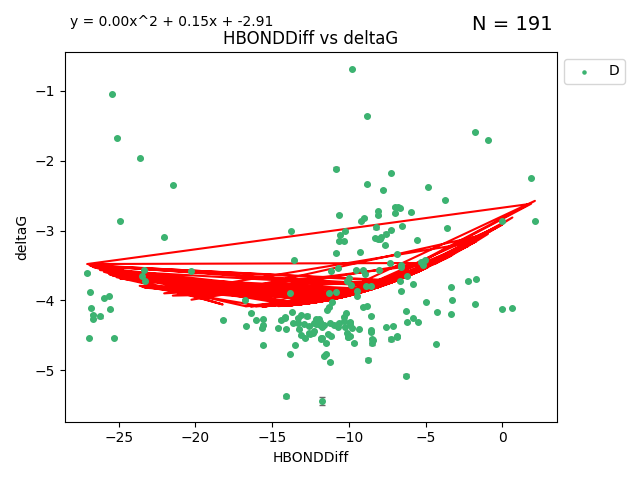 y = 0.00x^2 + 0.15x + -2.91
N = 191
HBONDDiff vs deltaG
D
deltaG
−1
−2
−3
−4
−5
−25
−20
−15
−10
−5
0
HBONDDiff